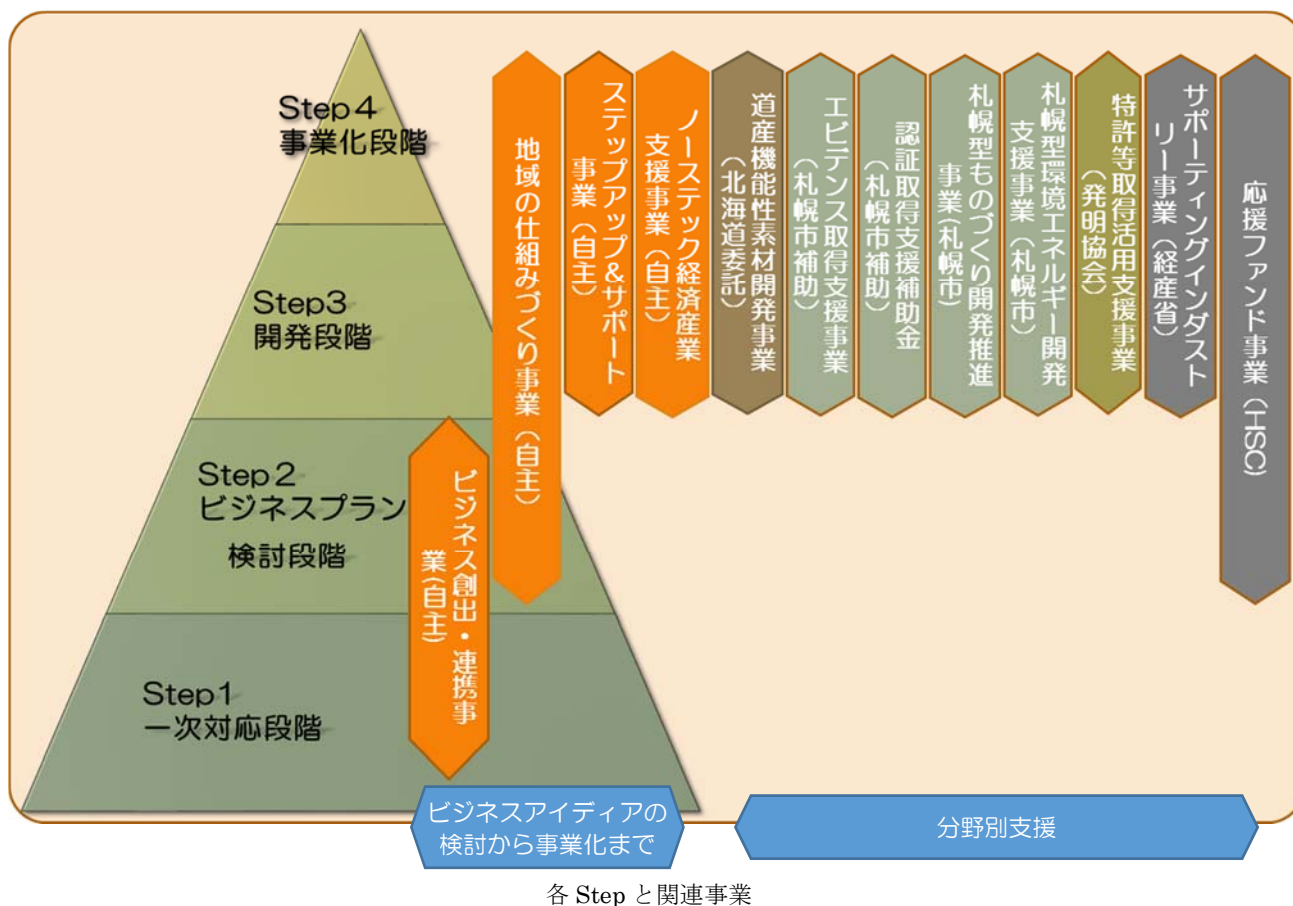 Step4
事業化段階
Step3
開発段階
Step2
ビジネスプラン
検討段階
Step1
一次対応段階
ビジネス創出・連携事
業(自主)
地域の仕組みづくり事業（自主）
ステップアップ&サポート
事業（自主）
ノーステック経済産業
支援事業（自主）
道産機能性素材開発事業
（北海道委託）
エビデンス取得支援事業
（札幌市補助）
認証取得支援補助金
（札幌市補助）
札幌型ものづくり開発推進
事業(札幌市)
札幌型環境エネルギー開発
支援事業（札幌市）
特許等取得活用支援事業
（発明協会）
サポーティングインダスト
リー事業（経産省）
応援ファンド事業（HSC)
ビジネスアイディアの
検討から事業化まで
分野別支援
各 Step と関連事業